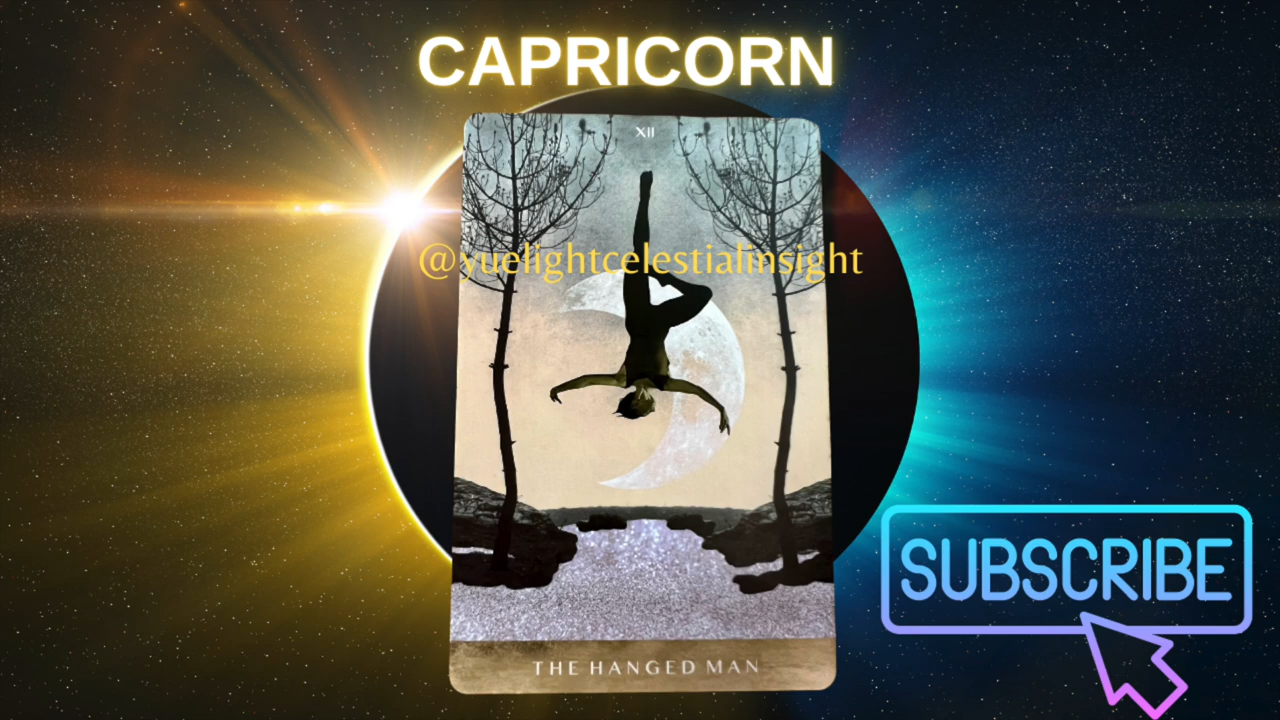 CAPRICORN
XII
@yuelightcelestialinsight
SUBSCRIBE
THE HANGED MAN